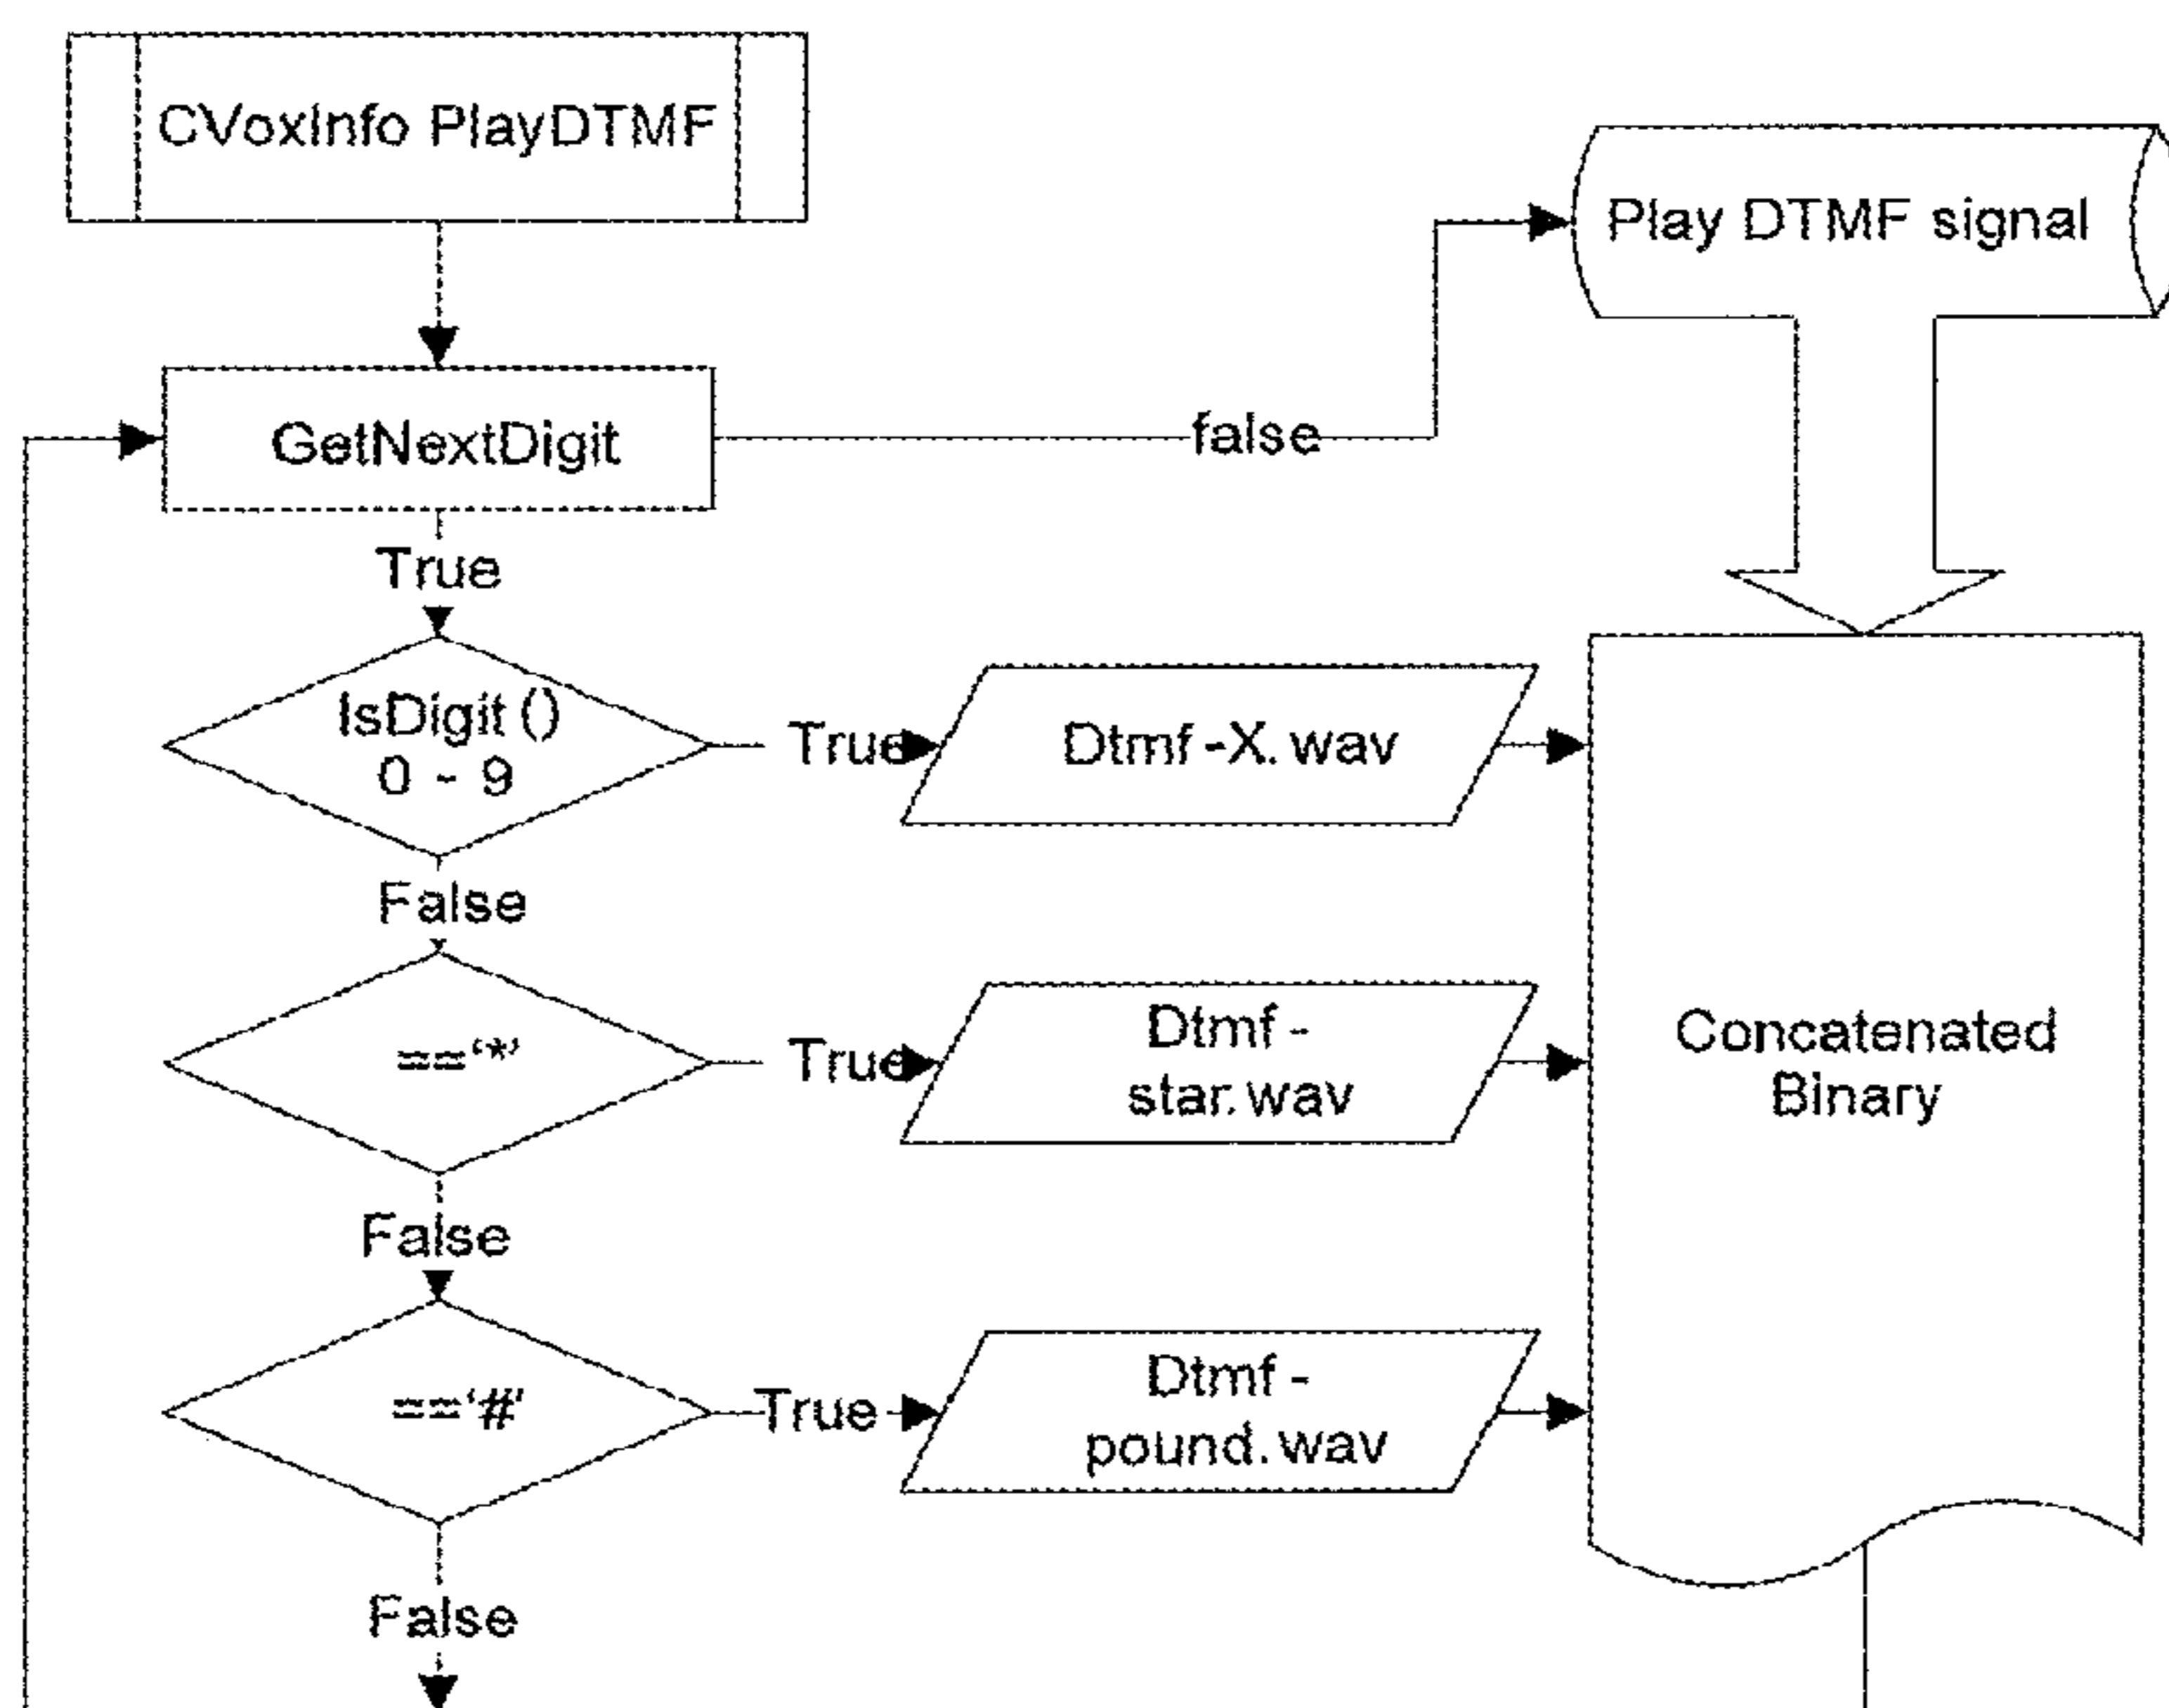 CVoxInfo PlayDTMF
Play DTMF signal
GetNextDigit
false
True
IsDigit ()
0 - 9
True
Dtmf -X. wav
False
=='*'
True
Dtmf -
star. wav
Concatenated
Binary
False
=='#'
True
Dtmf -
pound. wav
False